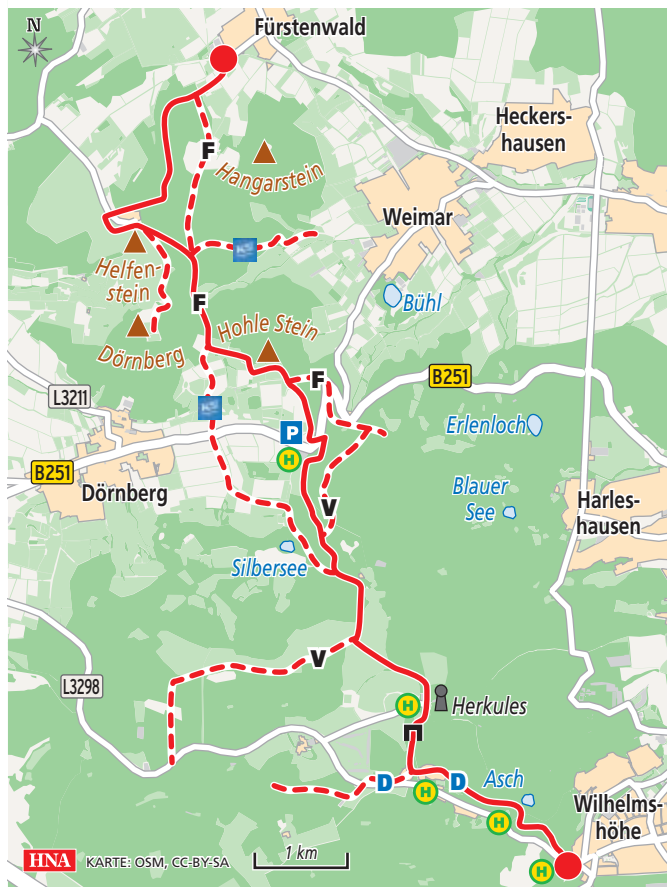 N
Fürstenwald
Heckers-
hausen
F
Hangarstein
Weimar
Helfen-
stein
Bühl
F
Hohle Stein
Dörnberg
F
B251
L3211
P
Erlenloch
H
B251
Dörnberg
Blauer
See
Harles-
hausen
V
Silbersee
V
L3298
H
Herkules
D
D
Asch
H
H
Wilhelms-
höhe
H
HNA
KARTE: OSM, CC-BY-SA
1 km